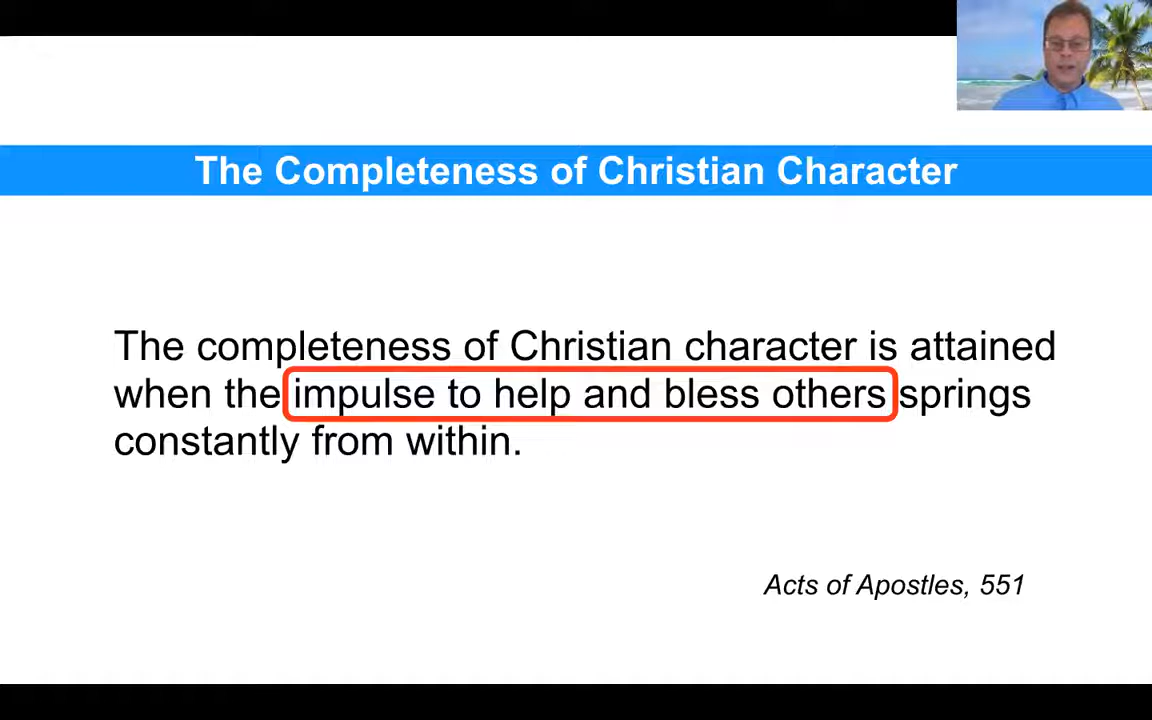 The Completeness of Christian Character
The completeness of Christian character is attained
when the impulse to help and bless others springs
constantly from within.
Acts of Apostles, 551